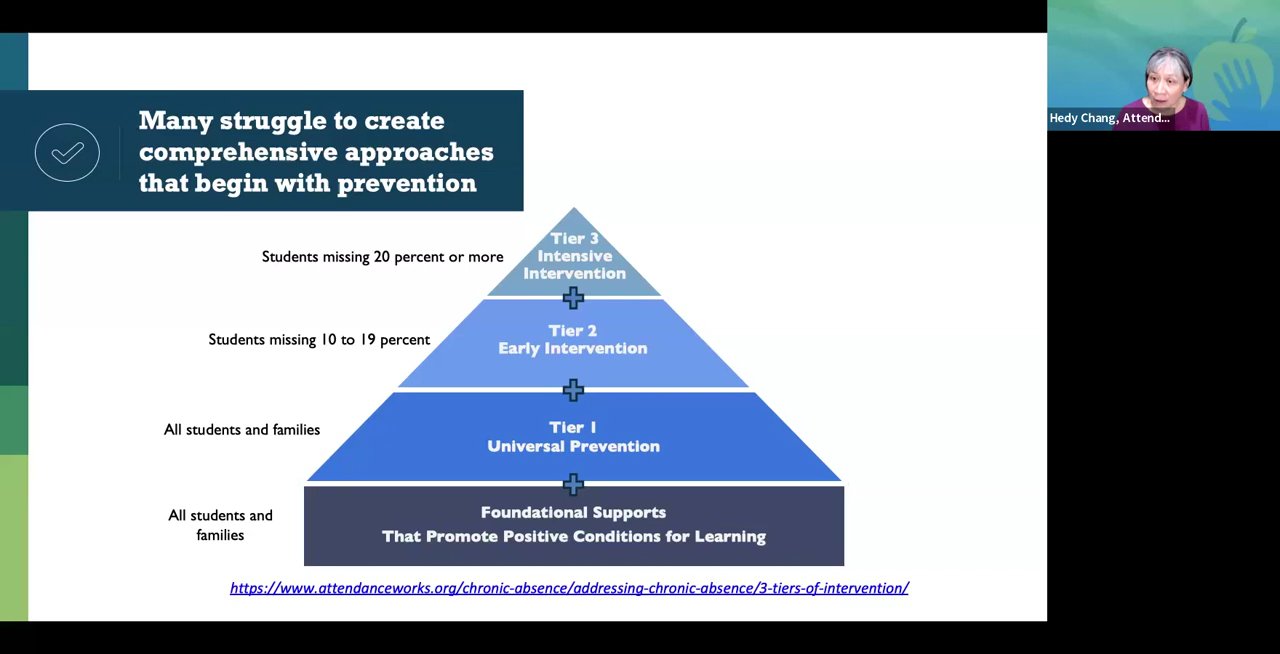 Many struggle to create
comprehensive approaches
that begin with prevention
Hedy Chang, Attend...
Students missing 20 percent or more
Tier 3
Intensive
Intervention
Students missing 10 to 19 percent
Tier 2
Early Intervention
All students and families
Tier 1
Universal Prevention
All students and
families
Foundational Supports
That Promote Positive Conditions for Learning
https://www.attendanceworks.org/chronic-absence/addressing-chronic-absence/3-tiers-of-intervention/